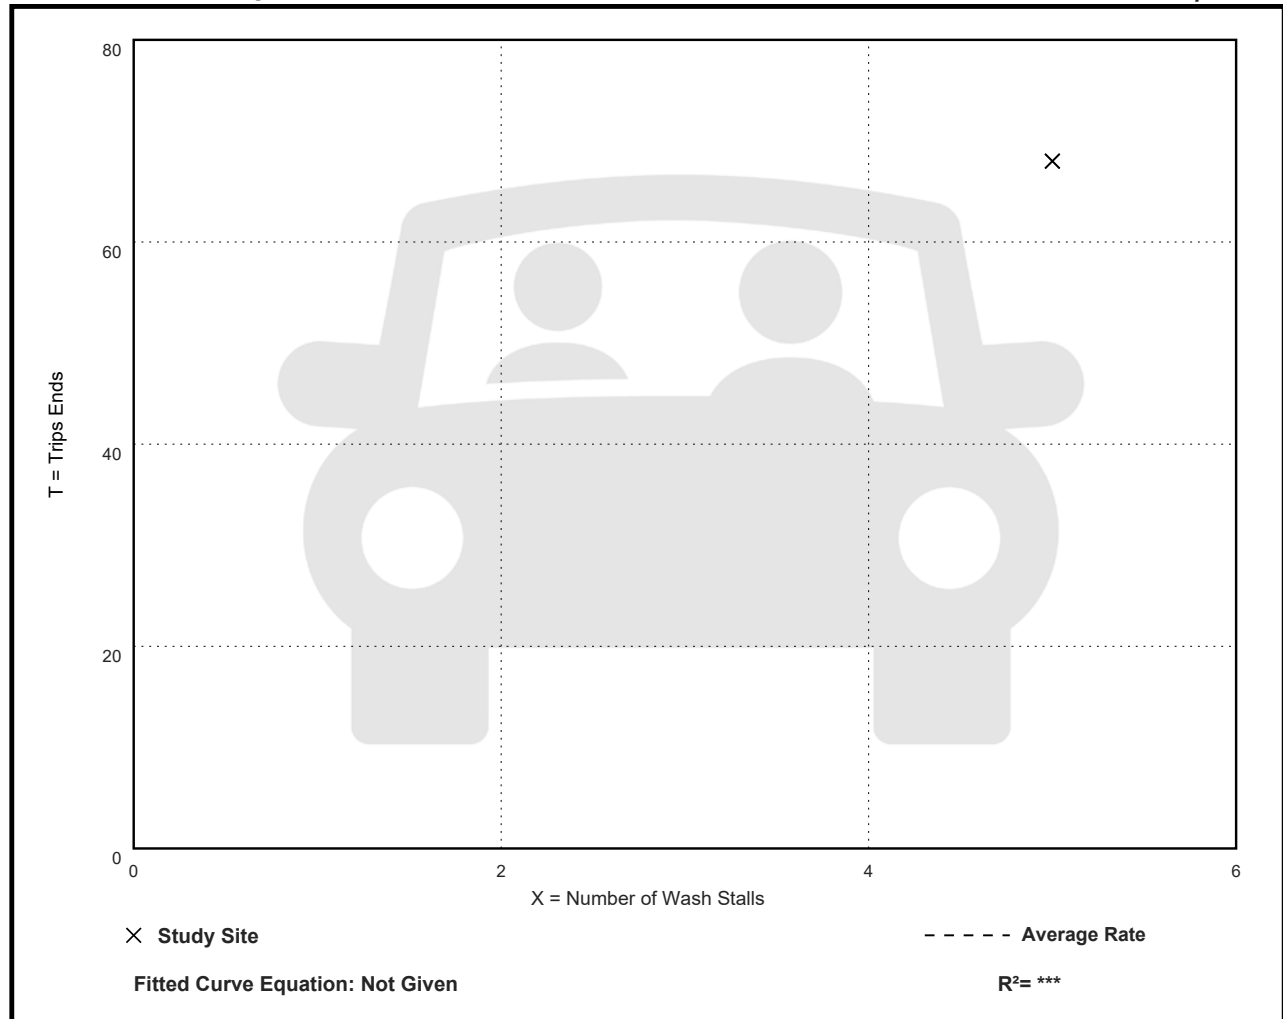 80
60
40
20
0
T = Trips Ends
0 2 4 6
X = Number of Wash Stalls
Study Site
Average Rate
Fitted Curve Equation: Not Given
R²= ***